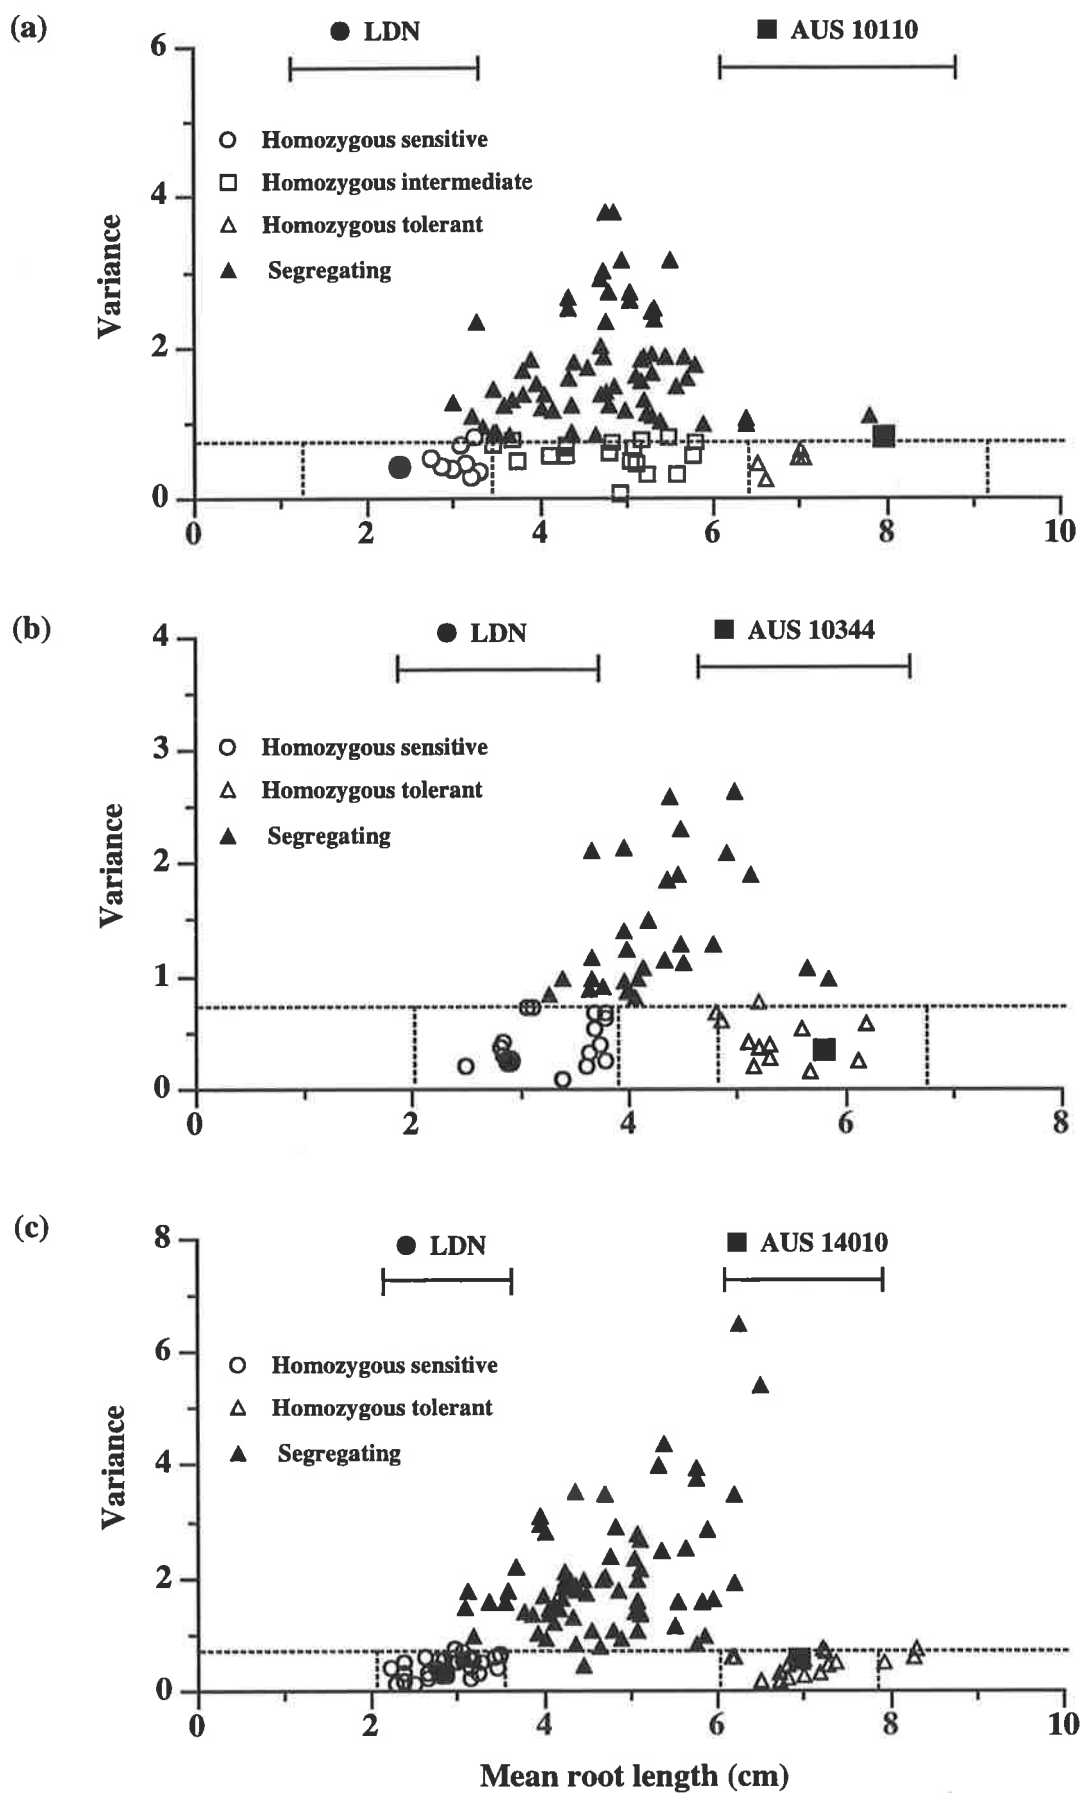 (a)
LDN
AUS 10110
6
Homozygous sensitive
Homozygous intermediate
4
Homozygous tolerant
Segregating
Variance
2
0
0 2 4 6 8 10
(b)
LDN
AUS 10344
4
Homozygous sensitive
3
Homozygous tolerant
Segregating
Variance
2
1
0
0 2 4 6 8
(c)
LDN
AUS 14010
8
6
Homozygous sensitive
Homozygous tolerant
Segregating
4
Variance
2
0
0 2 4 6 8 10
Mean root length (cm)